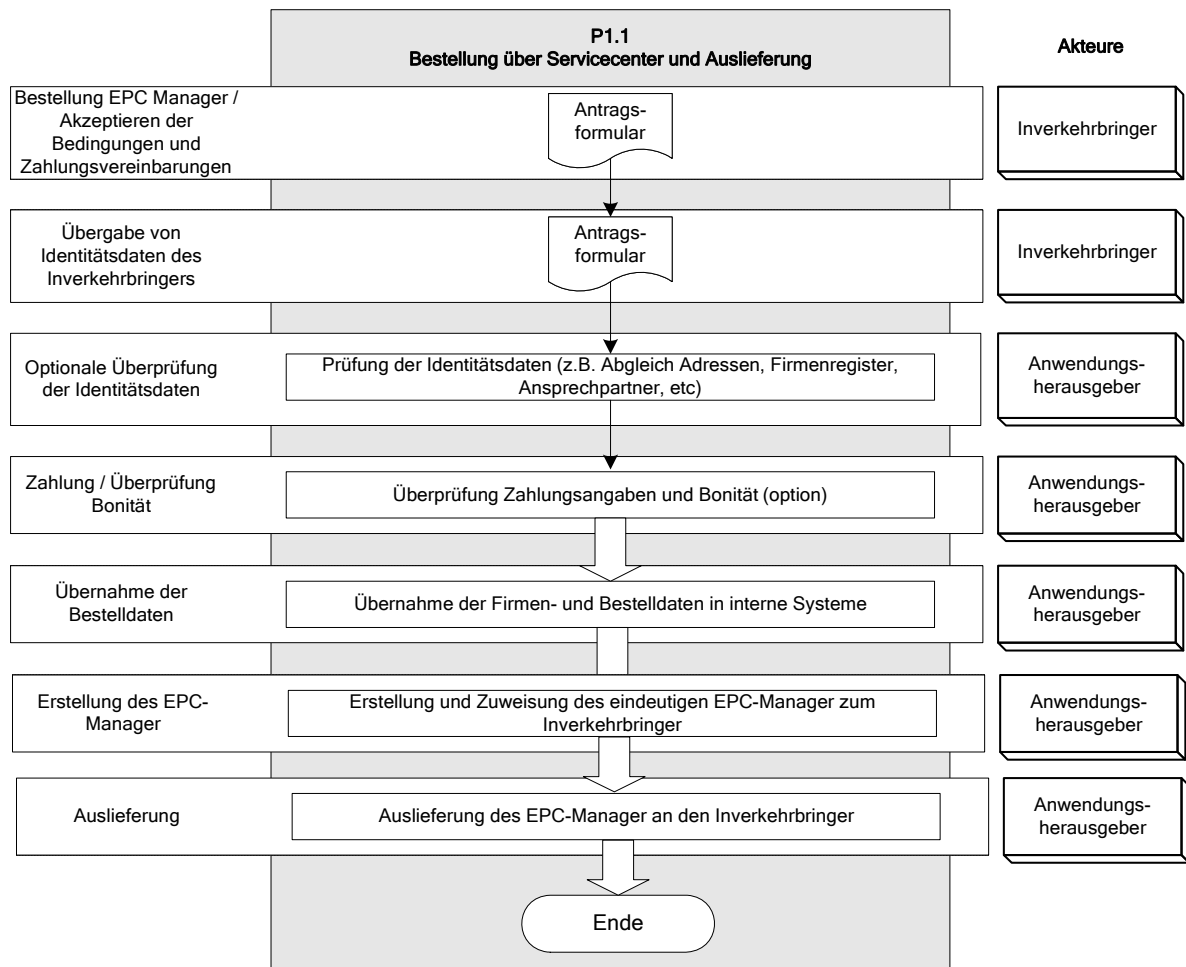 P1.1
Bestellung über Servicecenter und Auslieferung
Akteure
Bestellung EPC Manager /
Akzeptieren der
Bedingungen und
Zahlungsvereinbarungen
Antrags-
formular
Inverkehrbringer
Übergabe von
Identitätsdaten des
Inverkehrbringers
Antrags-
formular
Inverkehrbringer
Optionale Überprüfung
der Identitätsdaten
Prüfung der Identitätsdaten (z.B. Abgleich Adressen, Firmenregister,
Ansprechpartner, etc)
Anwendungs-
herausgeber
Zahlung / Überprüfung
Bonität
Überprüfung Zahlungsangaben und Bonität (option)
Anwendungs-
herausgeber
Übernahme der
Bestelldaten
Übernahme der Firmen- und Bestelldaten in interne Systeme
Anwendungs-
herausgeber
Erstellung des EPC-
Manager
Erstellung und Zuweisung des eindeutigen EPC-Manager zum
Inverkehrbringer
Anwendungs-
herausgeber
Auslieferung
Auslieferung des EPC-Manager an den Inverkehrbringer
Anwendungs-
herausgeber
Ende